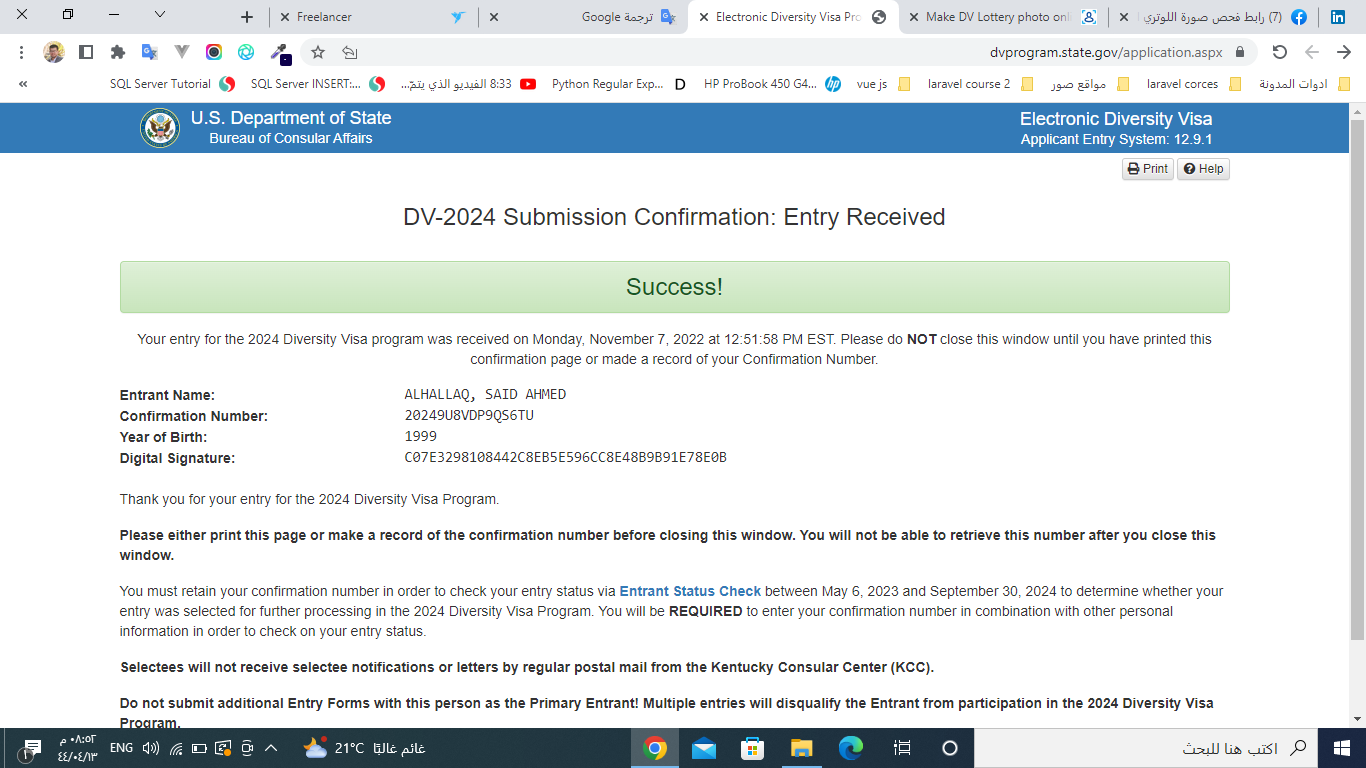 Freelancer
ترجمة Google
Electronic Diversity Visa Pro
Make DV Lottery photo onl
(7) رابط فحص صورة اللوتري ا
dvprogram.state.gov/application.aspx
SQL Server Tutorial
SQL Server INSERT:...
8:33 الفيديو الذي يتمّ...
Python Regular Exp...
HP ProBook 450 G4...
vue js
laravel course 2
مواقع صور
laravel corces
ادوات المدونة
U.S. Department of State
Bureau of Consular Affairs
Electronic Diversity Visa
Applicant Entry System: 12.9.1
Print
Help
DV-2024 Submission Confirmation: Entry Received
Success!
Your entry for the 2024 Diversity Visa program was received on Monday, November 7, 2022 at 12:51:58 PM EST. Please do NOT close this window until you have printed this
confirmation page or made a record of your Confirmation Number.
Entrant Name: ALHALLAQ, SAID AHMED
Confirmation Number: 20249U8VDP9QS6TU
Year of Birth: 1999
Digital Signature: C07E3298108442C8EB5E596CC8E48B9B91E78E0B
Thank you for your entry for the 2024 Diversity Visa Program.
Please either print this page or make a record of the confirmation number before closing this window. You will not be able to retrieve this number after you close this
window.
You must retain your confirmation number in order to check your entry status via Entrant Status Check between May 6, 2023 and September 30, 2024 to determine whether your
entry was selected for further processing in the 2024 Diversity Visa Program. You will be REQUIRED to enter your confirmation number in combination with other personal
information in order to check on your entry status.
Selectees will not receive selectee notifications or letters by regular postal mail from the Kentucky Consular Center (KCC).
Do not submit additional Entry Forms with this person as the Primary Entrant! Multiple entries will disqualify the Entrant from participation in the 2024 Diversity Visa
Program.
١
٠٨:٥٢ م
٤٤/٠٤/١٣
ENG
21°C غائم غالبًا
اكتب هنا للبحث